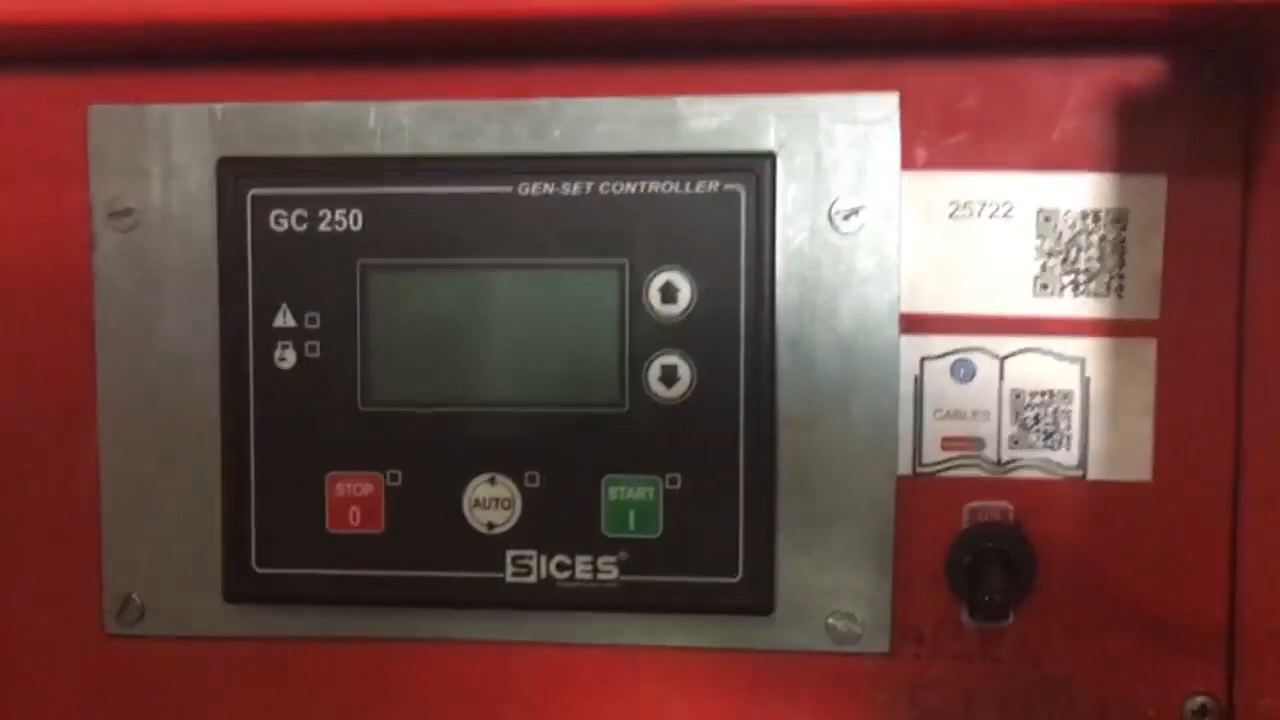 GEN-SET CONTROLLER
GC 250
STOP
0
AUTO
START
I
SICES
25722
CABLES